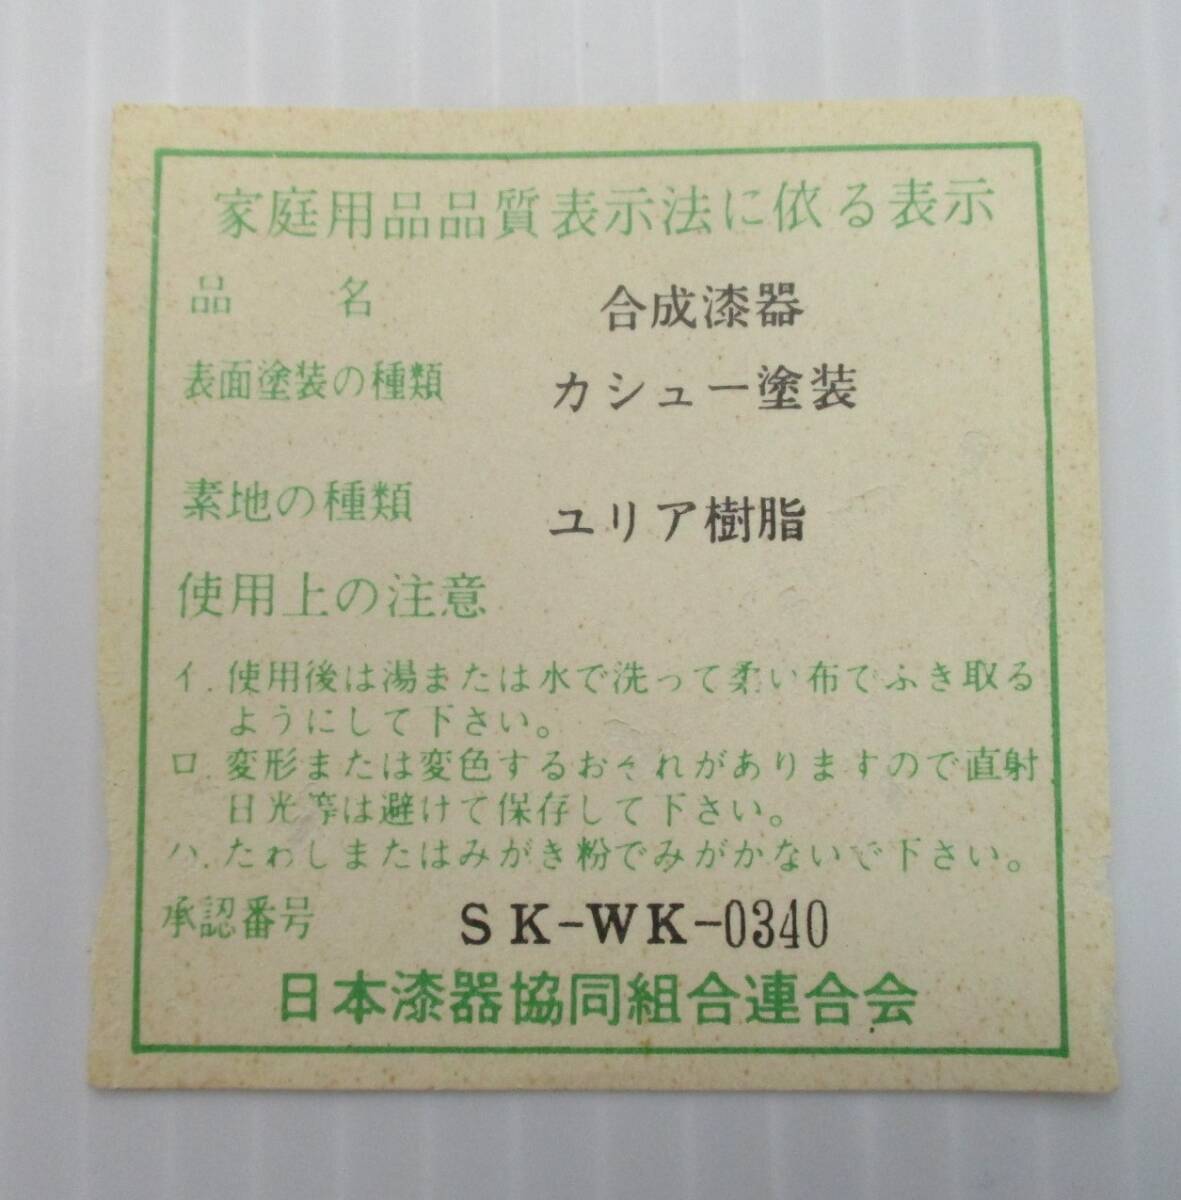 家庭用品品質表示法に依る表示
品 名 合成漆器
表面塗装の種類 カシュー塗装
素地の種類 ユリア樹脂
使用上の注意
イ.使用後は湯または水で洗って柔い布でふき取る
ようにして下さい。
ロ.変形または変色するおそれがありますので直射
日光等は避けて保存して下さい。
ハ.たわしまたはみがき粉でみがかないで下さい。
承認番号 SK-WK-0340
日本漆器協同組合連合会